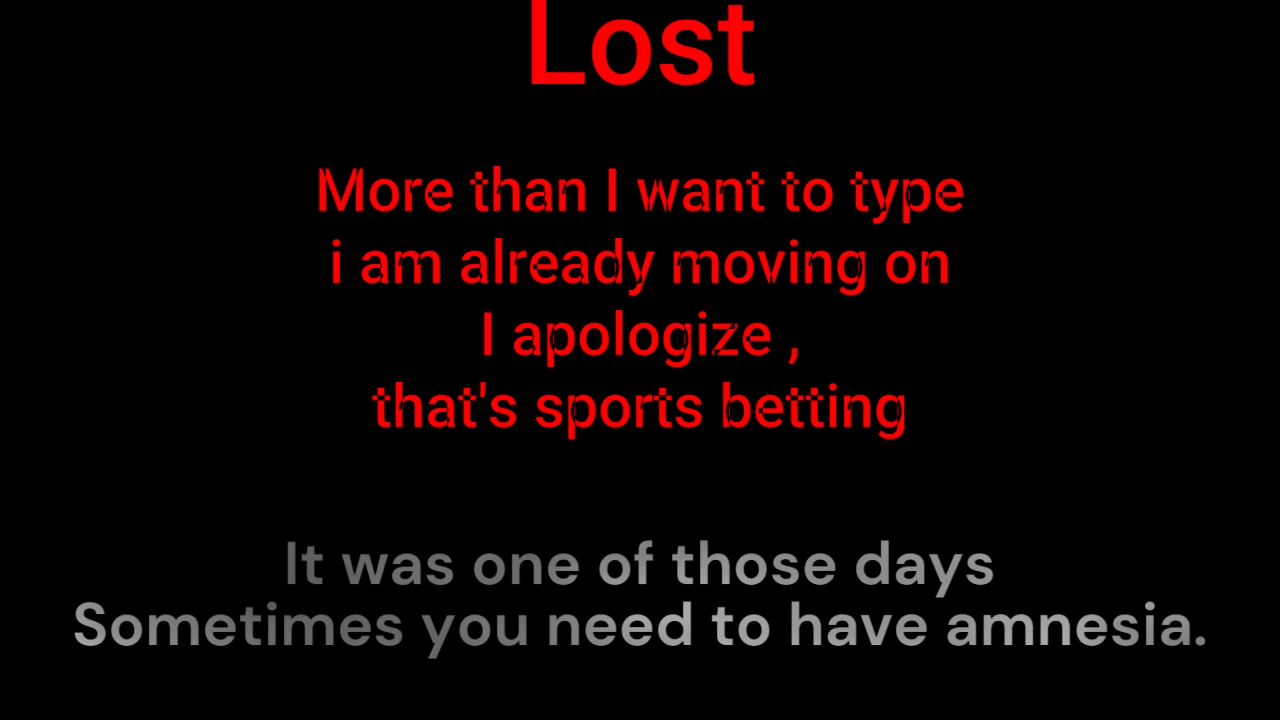 Lost
More than I want to type
i am already moving on
I apologize ,
that's sports betting
It was one of those days
Sometimes you need to have amnesia.